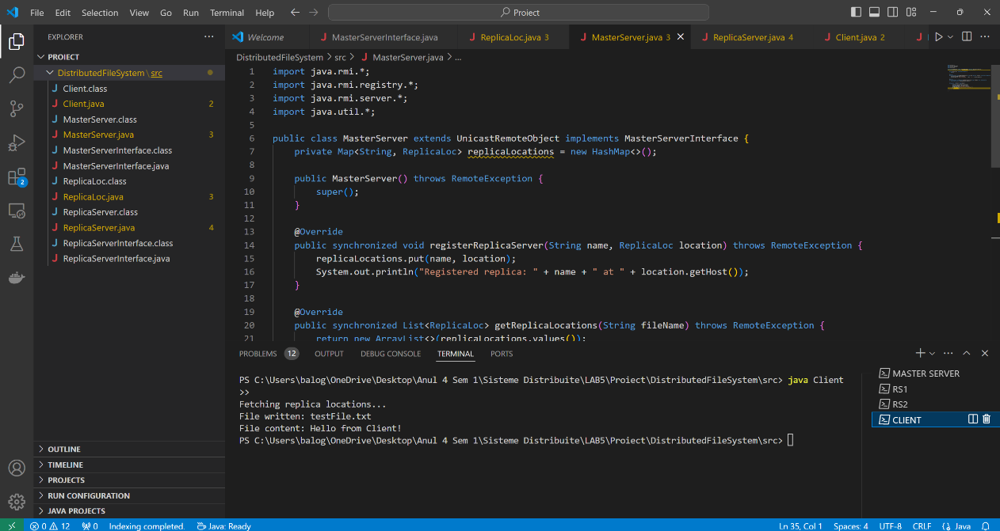 File Edit Selection View Go Run Terminal Help
Proiect
EXPLORER
PROIECT
DistributedFileSystem\src
Client.class
Client.java 2
MasterServer.class
MasterServer.java 3
MasterServerInterface.class
MasterServerInterface.java
ReplicaLoc.class
ReplicaLoc.java 3
ReplicaServer.class
ReplicaServer.java 4
ReplicaServerInterface.class
ReplicaServerInterface.java
OUTLINE
TIMELINE
PROJECTS
RUN CONFIGURATION
JAVA PROJECTS
2
Welcome MasterServerInterface.java ReplicaLoc.java 3 MasterServer.java 3 ReplicaServer.java 4 Client.java 2
DistributedFileSystem > src > MasterServer.java > ...
1 import java.rmi.*;
2 import java.rmi.registry.*;
3 import java.rmi.server.*;
4 import java.util.*;
5
6 public class MasterServer extends UnicastRemoteObject implements MasterServerInterface {
7 private Map<String, ReplicaLoc> replicaLocations = new HashMap<>();
8
9 public MasterServer() throws RemoteException {
10 super();
11 }
12
13 @Override
14 public synchronized void registerReplicaServer(String name, ReplicaLoc location) throws RemoteException {
15 replicaLocations.put(name, location);
16 System.out.println("Registered replica: " + name + " at " + location.getHost());
17 }
18
19 @Override
20 public synchronized List<ReplicaLoc> getReplicaLocations(String fileName) throws RemoteException {
21 return new ArrayList<>(replicaLocations.values());
PROBLEMS 12 OUTPUT DEBUG CONSOLE TERMINAL PORTS
PS C:\Users\balog\OneDrive\Desktop\Anul 4 Sem 1\Sisteme Distribuite\LAB5\Proiect\DistributedFileSystem\src> java Client
>>
Fetching replica locations...
File written: testFile.txt
File content: Hello from Client!
PS C:\Users\balog\OneDrive\Desktop\Anul 4 Sem 1\Sisteme Distribuite\LAB5\Proiect\DistributedFileSystem\src>
MASTER SERVER
RS1
RS2
CLIENT
0 12 0 Indexing completed. Java: Ready Ln 35, Col 1 Spaces: 4 UTF-8 CRLF Java